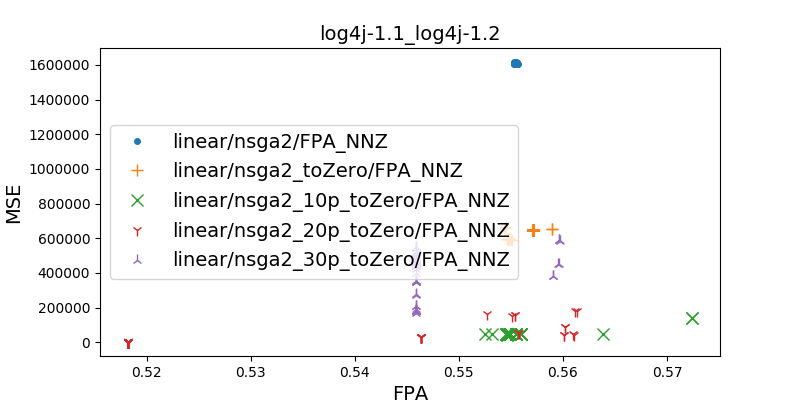 log4j-1.1_log4j-1.2
1600000
1400000
1200000
1000000
800000
600000
400000
200000
0
MSE
linear/nsga2/FPA_NNZ
linear/nsga2_toZero/FPA_NNZ
linear/nsga2_10p_toZero/FPA_NNZ
linear/nsga2_20p_toZero/FPA_NNZ
linear/nsga2_30p_toZero/FPA_NNZ
0.52 0.53 0.54 0.55 0.56 0.57
FPA